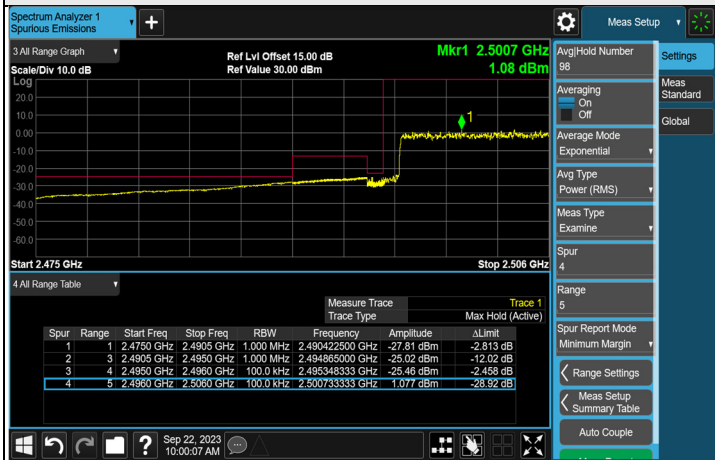 Spectrum Analyzer 1
Spurious Emissions
Meas Setup
3 All Range Graph
Scale/Div 10.0 dB
Ref Lvl Offset 15.00 dB
Ref Value 30.00 dBm
Mkr1 2.5007 GHz
1.08 dBm
Log
20.0
10.0
0.00
-10.0
-20.0
-30.0
-40.0
-50.0
-60.0
1
Start 2.475 GHz
Stop 2.506 GHz
4 All Range Table
Measure Trace Trace 1
Trace Type Max Hold (Active)
Spur Range Start Freq Stop Freq RBW Frequency Amplitude ΔLimit
1 1 2.4750 GHz 2.4905 GHz 1.000 MHz 2.490422500 GHz -27.81 dBm -2.813 dB
2 3 2.4905 GHz 2.4950 GHz 1.000 MHz 2.494865000 GHz -25.02 dBm -12.02 dB
3 4 2.4950 GHz 2.4960 GHz 100.0 kHz 2.495348333 GHz -25.46 dBm -2.458 dB
4 5 2.4960 GHz 2.5060 GHz 100.0 kHz 2.500733333 GHz 1.077 dBm -28.92 dB
Avg|Hold Number
98
Averaging
On
Off
Average Mode
Exponential
Avg Type
Power (RMS)
Meas Type
Examine
Spur
4
Range
5
Spur Report Mode
Minimum Margin
Range Settings
Meas Setup
Summary Table
Auto Couple
Settings
Meas
Standard
Global
?
Sep 22, 2023
10:00:07 AM